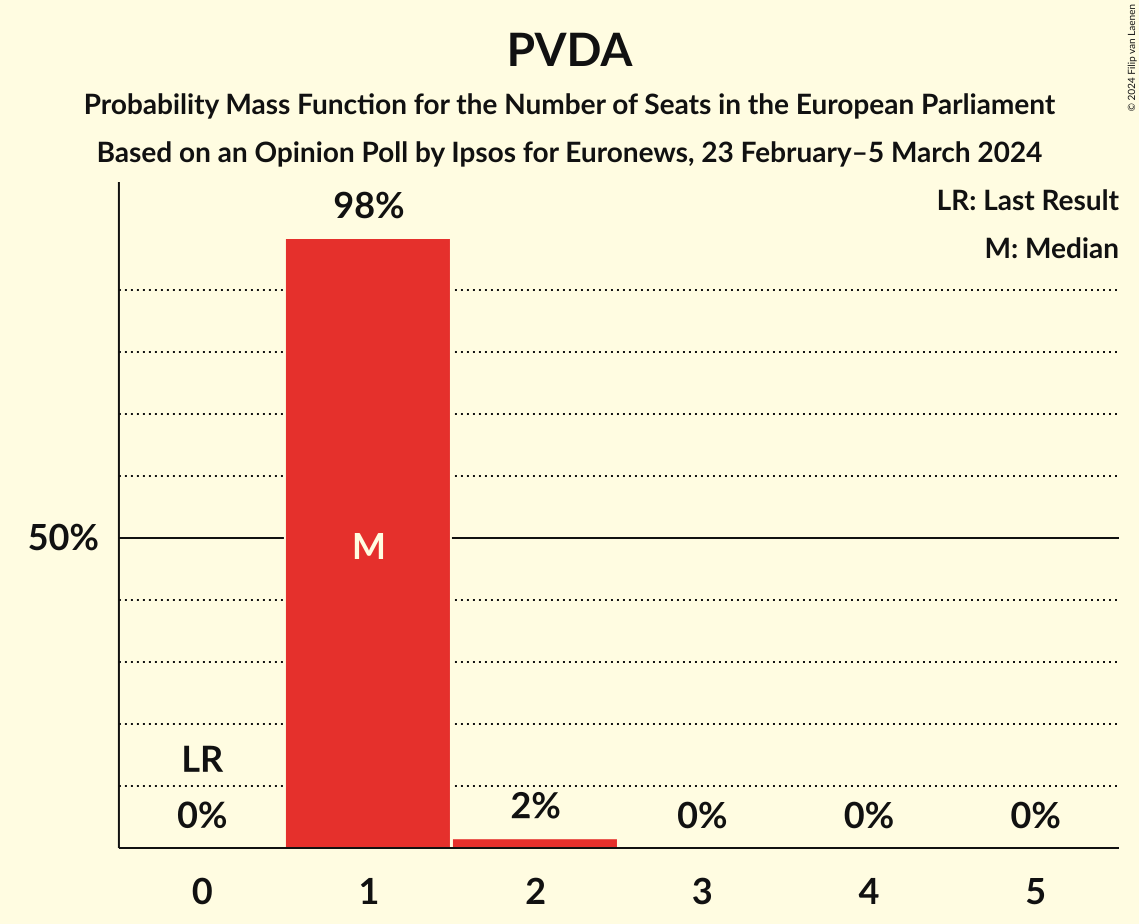 PVDA
Probability Mass Function for the Number of Seats in the European Parliament
Based on an Opinion Poll by Ipsos for Euronews, 23 February–5 March 2024
© 2024 Filip van Laenen
LR: Last Result
M: Median
98%
50%
M
LR
0%
2%
0%
0%
0%
0
1
2
3
4
5